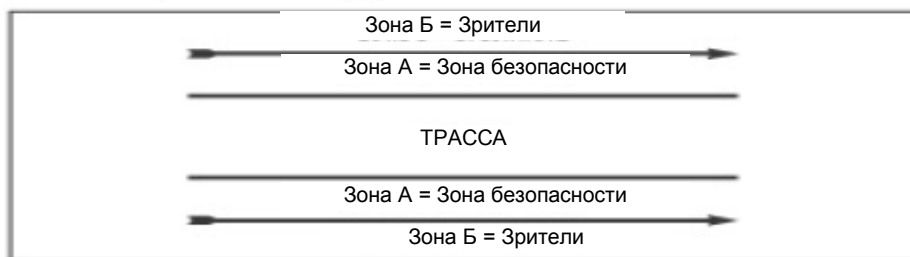 Зона Б = Зрители
Зона А = Зона безопасности
ТРАССА
Зона А = Зона безопасности
Зона Б = Зрители